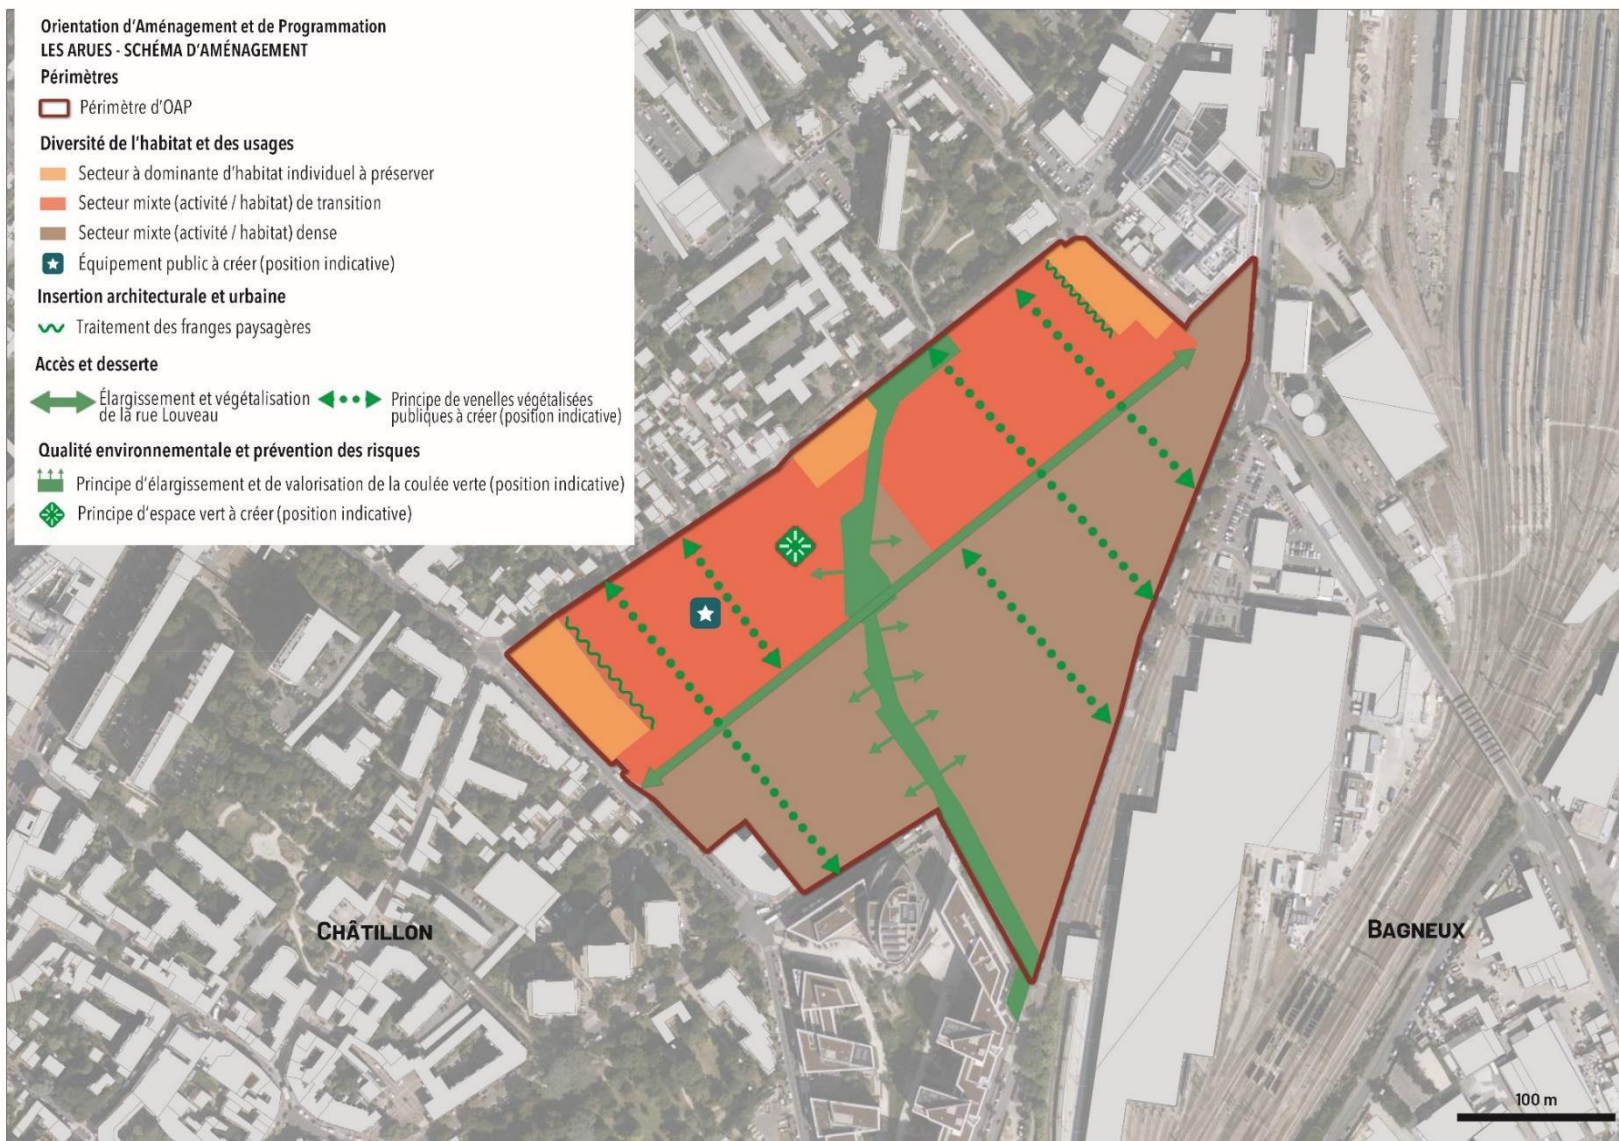 Orientation d'Aménagement et de Programmation
LES ARUES - SCHÉMA D'AMÉNAGEMENT
Périmètres
Périmètre d'OAP
Diversité de l'habitat et des usages
Secteur à dominante d'habitat individuel à préserver
Secteur mixte (activité / habitat) de transition
Secteur mixte (activité / habitat) dense
Équipement public à créer (position indicative)
Insertion architecturale et urbaine
Traitement des franges paysagères
Accès et desserte
Élargissement et végétalisation
de la rue Louveau
Principe de venelles végétalisées
publiques à créer (position indicative)
Qualité environnementale et prévention des risques
Principe d'élargissement et de valorisation de la coulée verte (position indicative)
Principe d'espace vert à créer (position indicative)
CHÂTILLON
BAGNEUX
100 m